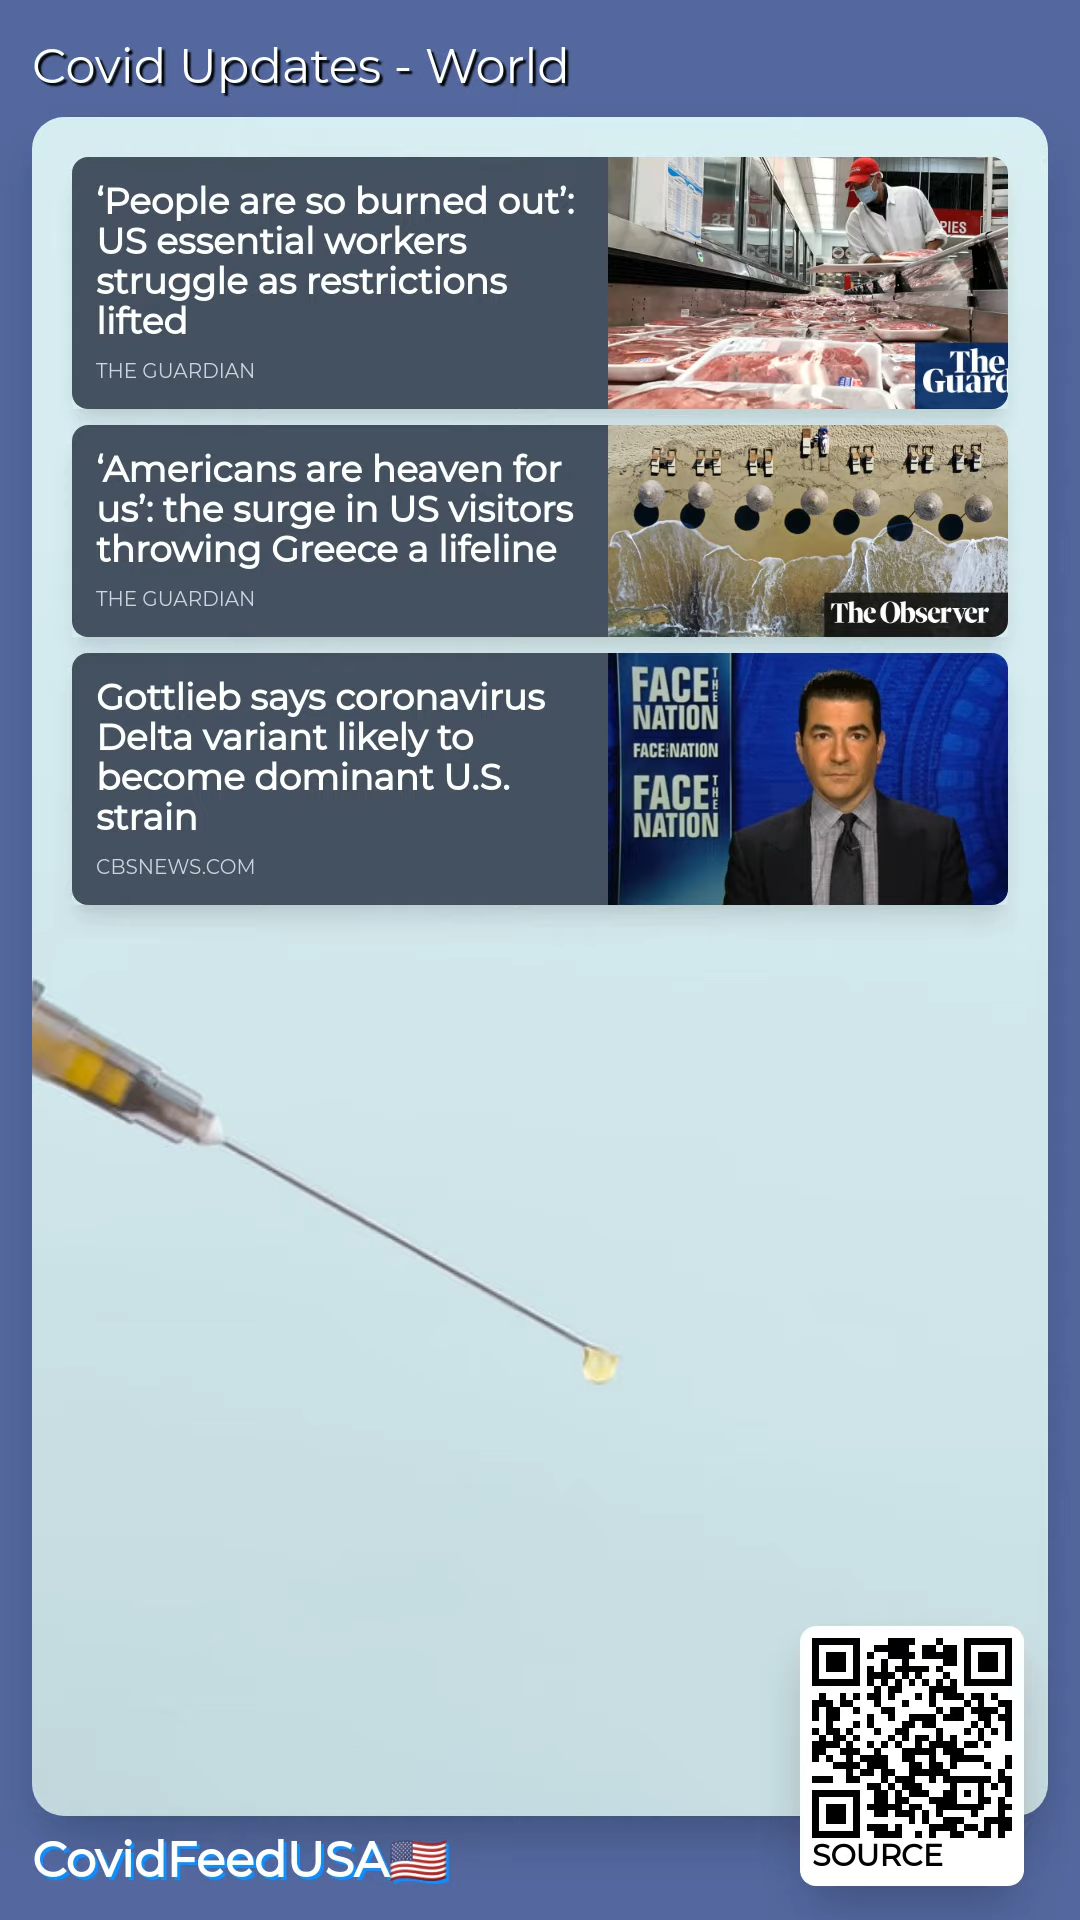 Covid Updates - World
‘People are so burned out’:
US essential workers
struggle as restrictions
lifted
THE GUARDIAN
PIES
The
Guard
‘Americans are heaven for
us’: the surge in US visitors
throwing Greece a lifeline
THE GUARDIAN
The Observer
Gottlieb says coronavirus
Delta variant likely to
become dominant U.S.
strain
CBSNEWS.COM
FACE THE
NATION
FACE THE NATION
FACE THE
NATION
SOURCE
CovidFeedUSA🇺🇸